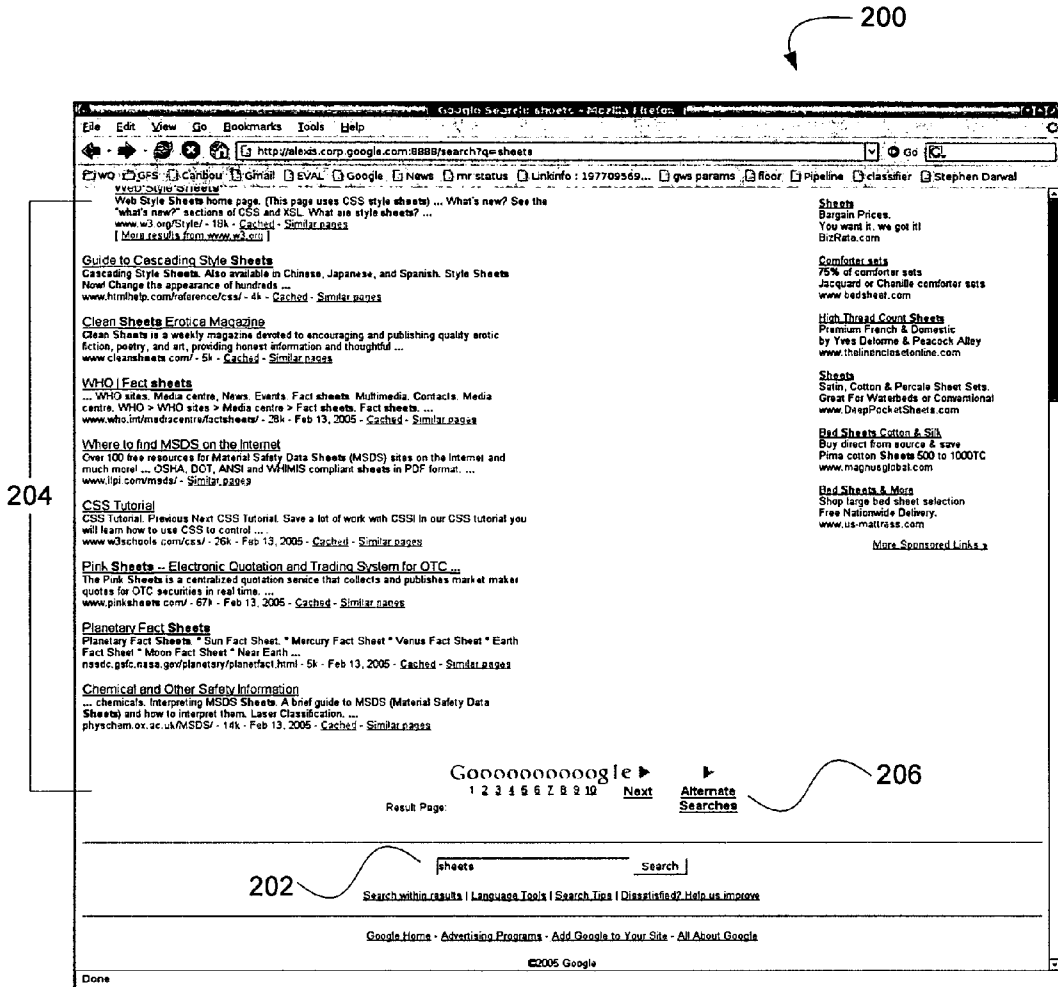 200
Google Search: sheets - Mozilla Firefox
File Edit View Go Bookmarks Tools Help
http://alexis.corp.google.com:8888/search?q=sheets Go
WQ GFS Caribou Gmail EVAL Google News mr status Linkinfo : 197709569... gws params floor Pipeline classifier Stephen Darwal
Web Style Sheets
Web Style Sheets home page. (This page uses CSS style sheets) ... What's new? See the
"what's new?" sections of CSS and XSL. What are style sheets? ...
www.w3.org/Style/ - 18k - Cached - Similar pages
[ More results from www.w3.org ]
Guide to Cascading Style Sheets
Cascading Style Sheets. Also available in Chinese, Japanese, and Spanish. Style Sheets
Now! Change the appearance of hundreds ...
www.htmlhelp.com/reference/css/ - 4k - Cached - Similar pages
Clean Sheets Erotica Magazine
Clean Sheets is a weekly magazine devoted to encouraging and publishing quality erotic
fiction, poetry, and art, providing honest information and thoughtful ...
www.cleansheets.com/ - 5k - Cached - Similar pages
WHO | Fact sheets
... WHO sites. Media centre, News. Events. Fact sheets. Multimedia. Contacts. Media
centre. WHO > WHO sites > Media centre > Fact sheets. Fact sheets. ...
www.who.int/mediacentre/factsheets/ - 28k - Feb 13, 2005 - Cached - Similar pages
Where to find MSDS on the Internet
Over 100 free resources for Material Safety Data Sheets (MSDS) sites on the Internet and
much more! ... OSHA, DOT, ANSI and WHIMIS compliant sheets in PDF format. ...
www.ilpi.com/msds/ - Similar pages
CSS Tutorial
CSS Tutorial. Previous Next CSS Tutorial. Save a lot of work with CSS! In our CSS tutorial you
will learn how to use CSS to control ... .
www.w3schools.com/css/ - 26k - Feb 13, 2005 - Cached - Similar pages
Pink Sheets -- Electronic Quotation and Trading System for OTC ...
The Pink Sheets is a centralized quotation service that collects and publishes market maker
quotes for OTC securities in real time. ...
www.pinksheets.com/ - 67k - Feb 13, 2005 - Cached - Similar pages
Planetary Fact Sheets
Planetary Fact Sheets. * Sun Fact Sheet. * Mercury Fact Sheet * Venus Fact Sheet * Earth
Fact Sheet * Moon Fact Sheet * Near Earth ...
nssdc.gsfc.nasa.gov/planetary/planetfact.html - 5k - Feb 13, 2005 - Cached - Similar pages
Chemical and Other Safety Information
... chemicals. Interpreting MSDS Sheets. A brief guide to MSDS (Material Safety Data
Sheets) and how to interpret them. Laser Classification. ...
physchem.ox.ac.uk/MSDS/ - 14k - Feb 13, 2005 - Cached - Similar pages
Sheets
Bargain Prices.
You want it, we got it!
BizRate.com
Comforter sets
75% of comforter sets
Jacquard or Chenille comforter sets
www.bedsheet.com
High Thread Count Sheets
Premium French & Domestic
by Yves Delorme & Peacock Alley
www.thelinenclosetonline.com
Sheets
Satin, Cotton & Percale Sheet Sets.
Great For Waterbeds or Conventional
www.DeepPocketSheets.com
Bed Sheets Cotton & Silk
Buy direct from source & save
Pima cotton Sheets 500 to 1000TC
www.magnusglobal.com
Bed Sheets & More
Shop large bed sheet selection
Free Nationwide Delivery.
www.us-mattrass.com
More Sponsored Links »
204
Goooooooooogle
1 2 3 4 5 6 7 8 9 10 Next Alternate
Searches
Result Page:
206
sheets Search
202
Search within results | Language Tools | Search Tips | Dissatisfied? Help us improve
Google Home - Advertising Programs - Add Google to Your Site - All About Google
©2005 Google
Done